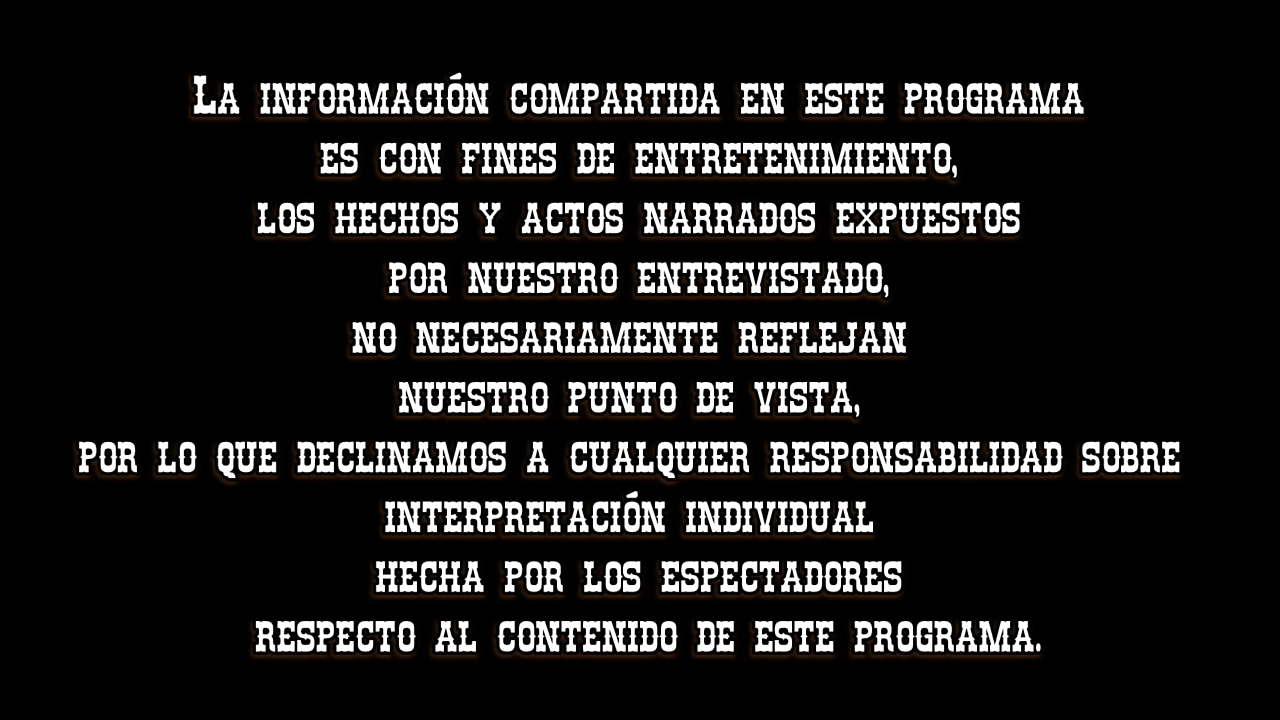 La información compartida en este programa
es con fines de entretenimiento,
los hechos y actos narrados expuestos
por nuestro entrevistado,
no necesariamente reflejan
nuestro punto de vista,
por lo que declinamos a cualquier responsabilidad sobre
interpretación individual
hecha por los espectadores
respecto al contenido de este programa.